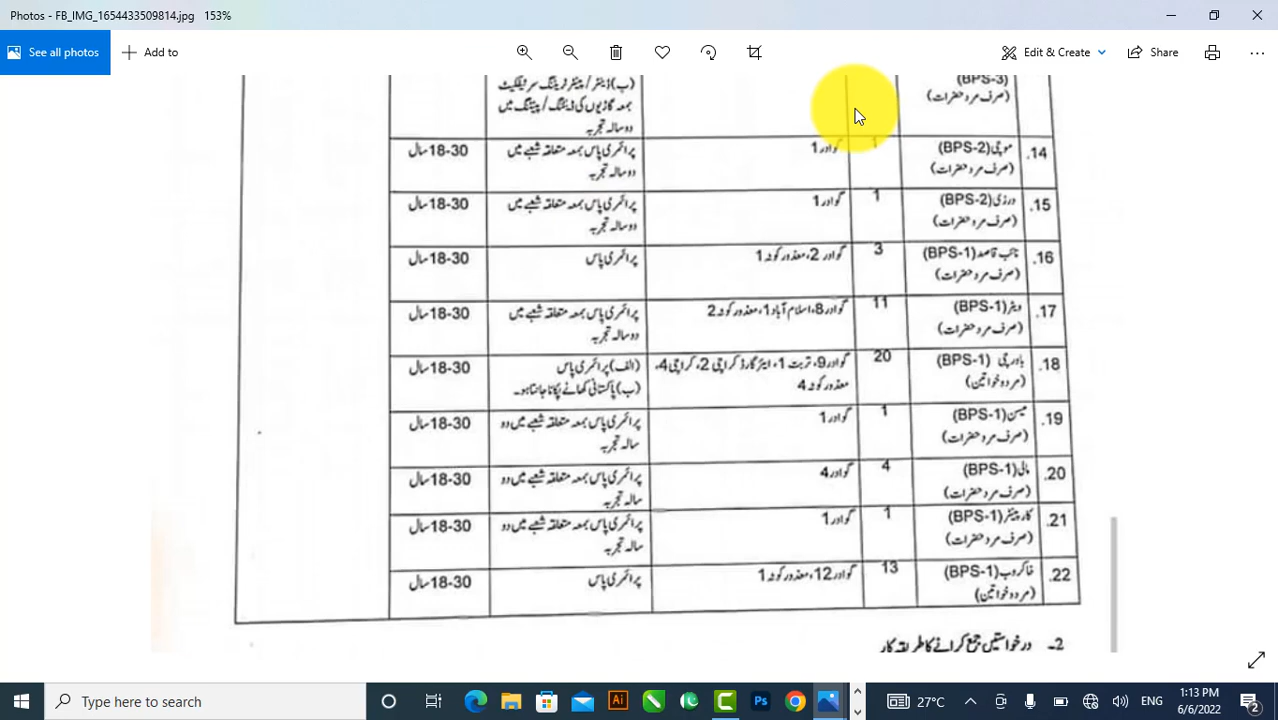 Photos - FB_IMG_1654433509814.jpg 153%
See all photos
Add to
Edit & Create
Share
(BPS-3)
(صرف مرد حضرات)
(ب) ڈینٹر/پینٹر ٹریننگ سرٹیفکیٹ
بمعہ گاڑیوں کی ڈینٹنگ/پینٹنگ میں
دو سالہ تجربہ
14. موچی (BPS-2) 1 گوادر 1 پرائمری پاس بمعہ متعلقہ شعبے میں 18-30 سال
(صرف مرد حضرات) دو سالہ تجربہ
15. درزی (BPS-2) 1 گوادر 1 پرائمری پاس بمعہ متعلقہ شعبے میں 18-30 سال
(صرف مرد حضرات) دو سالہ تجربہ
16. نائب قاصد (BPS-1) 3 گوادر 2، معذور کوٹہ 1 پرائمری پاس 18-30 سال
(صرف مرد حضرات)
17. ویٹر (BPS-1) 11 گوادر 8، اسلام آباد 1، معذور کوٹہ 2 پرائمری پاس بمعہ متعلقہ شعبے میں 18-30 سال
(صرف مرد حضرات) دو سالہ تجربہ
18. باورچی (BPS-1) 20 گوادر 9، تربت 1، ایئر گارڈ کراچی 2، کراچی 4، (الف) پرائمری پاس 18-30 سال
(مرد و خواتین) معذور کوٹہ 4 (ب) پاکستانی کھانے پکانا جانتا ہو۔
19. میسن (BPS-1) 1 گوادر 1 پرائمری پاس بمعہ متعلقہ شعبے میں دو 18-30 سال
(صرف مرد حضرات) سالہ تجربہ
20. مالی (BPS-1) 4 گوادر 4 پرائمری پاس بمعہ متعلقہ شعبے میں دو 18-30 سال
(صرف مرد حضرات) سالہ تجربہ
21. کارپینٹر (BPS-1) 1 گوادر 1 پرائمری پاس بمعہ متعلقہ شعبے میں دو 18-30 سال
(صرف مرد حضرات) سالہ تجربہ
22. خاکروب (BPS-1) 13 گوادر 12، معذور کوٹہ 1 پرائمری پاس 18-30 سال
(مرد و خواتین)
2۔ درخواستیں جمع کرانے کا طریقہ کار
Type here to search
Ai
Ps
27°C
ENG
1:13 PM
6/6/2022
2